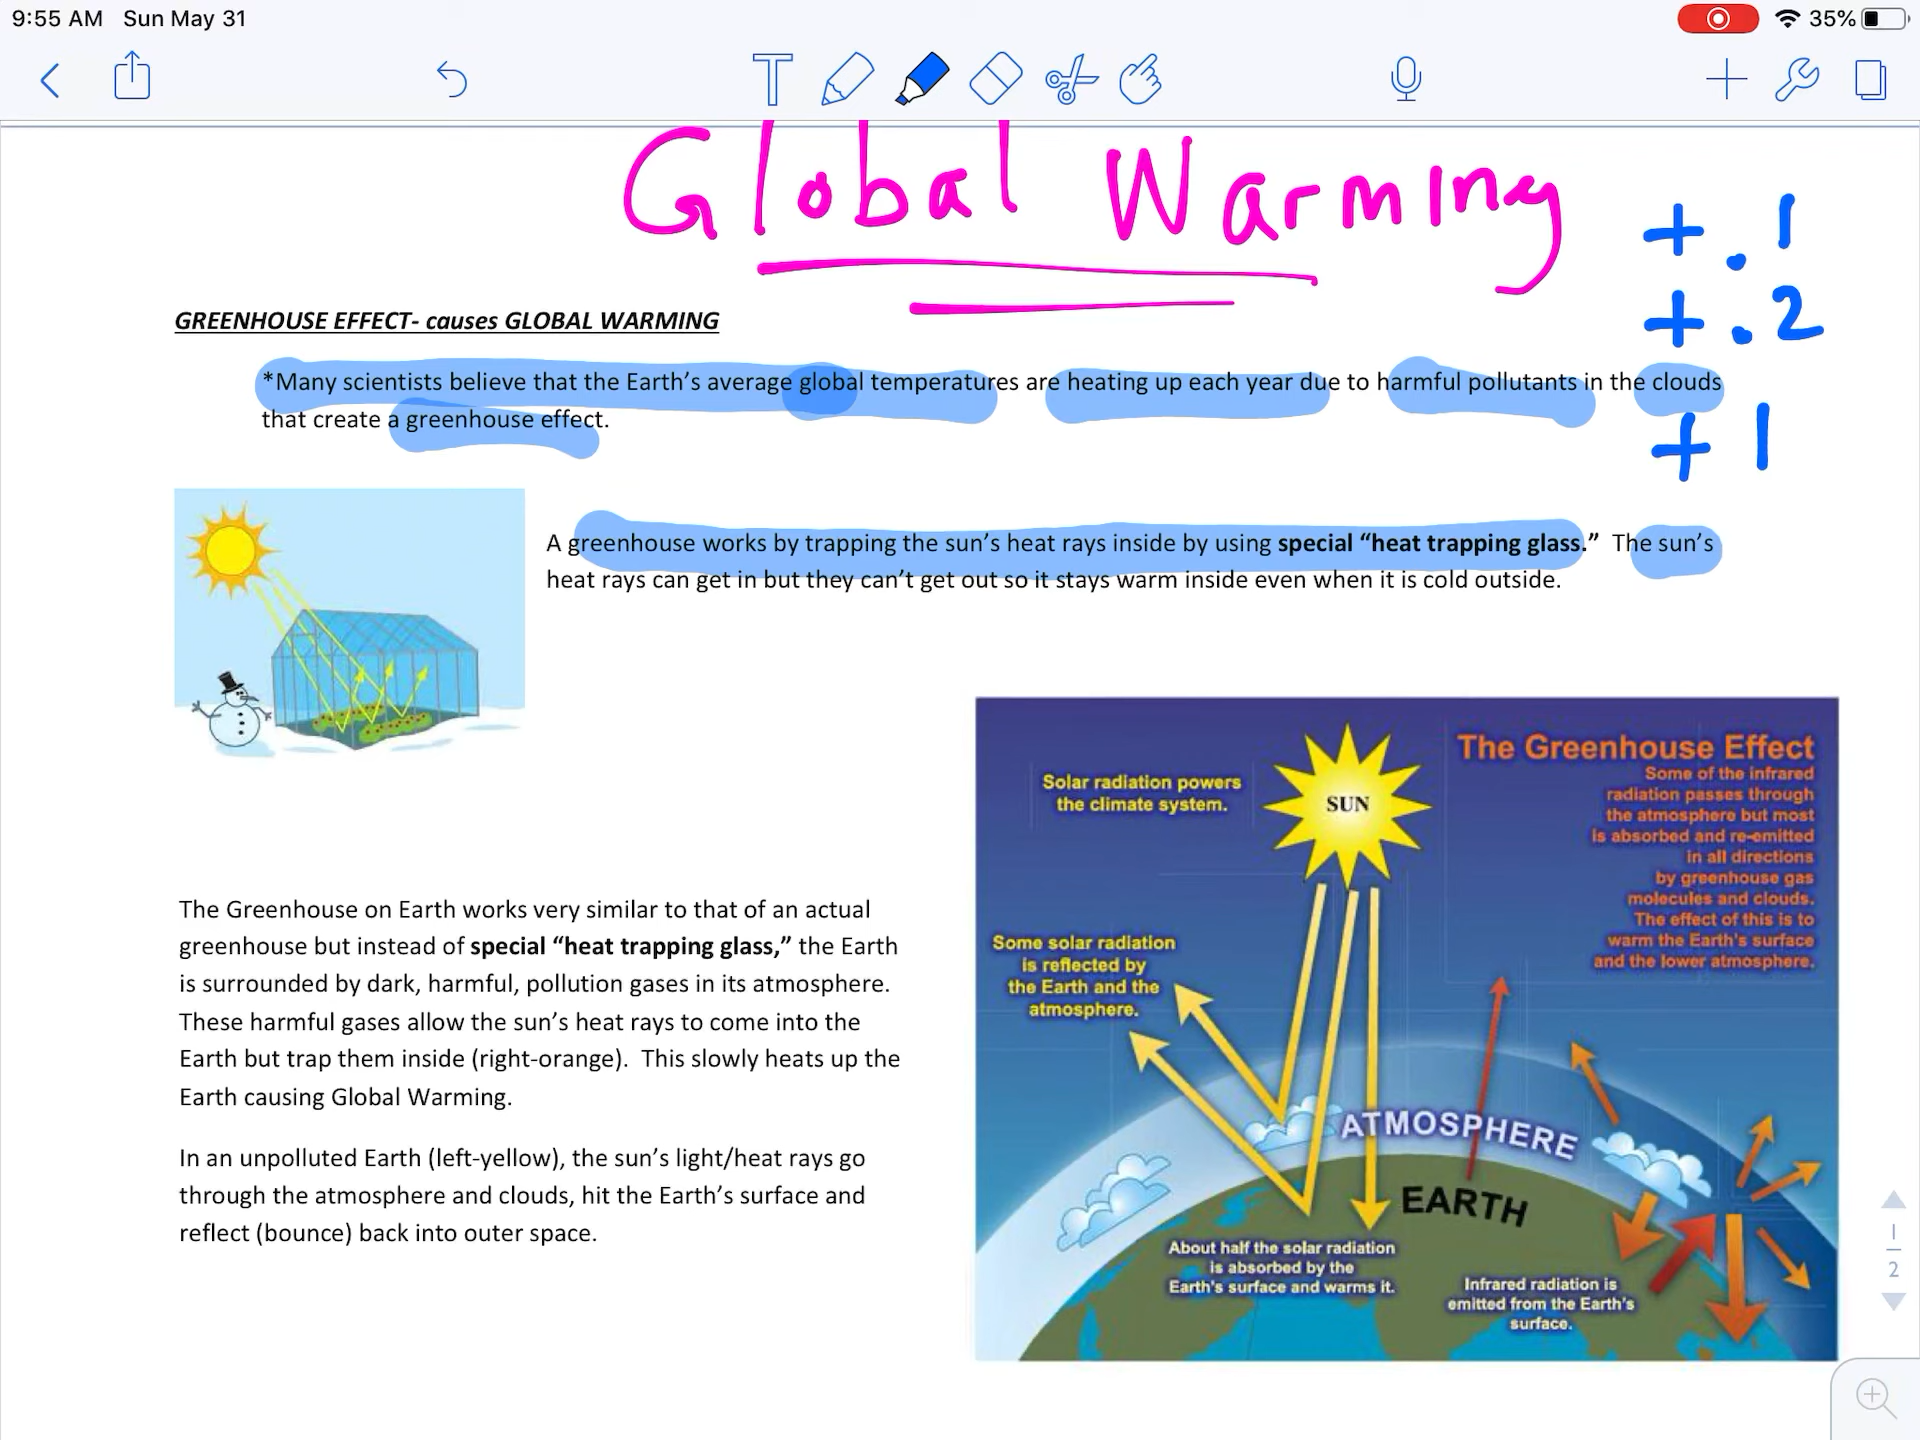 9:55 AM Sun May 31
35%
Global Warming
+ .1
+ .2
+ 1
GREENHOUSE EFFECT- causes GLOBAL WARMING
*Many scientists believe that the Earth’s average global temperatures are heating up each year due to harmful pollutants in the clouds
that create a greenhouse effect.
A greenhouse works by trapping the sun’s heat rays inside by using special “heat trapping glass.” The sun’s
heat rays can get in but they can’t get out so it stays warm inside even when it is cold outside.
The Greenhouse on Earth works very similar to that of an actual
greenhouse but instead of special “heat trapping glass,” the Earth
is surrounded by dark, harmful, pollution gases in its atmosphere.
These harmful gases allow the sun’s heat rays to come into the
Earth but trap them inside (right-orange). This slowly heats up the
Earth causing Global Warming.
In an unpolluted Earth (left-yellow), the sun’s light/heat rays go
through the atmosphere and clouds, hit the Earth’s surface and
reflect (bounce) back into outer space.
The Greenhouse Effect
Some of the infrared
radiation passes through
the atmosphere but most
is absorbed and re-emitted
in all directions
by greenhouse gas
molecules and clouds.
The effect of this is to
warm the Earth's surface
and the lower atmosphere.
Solar radiation powers
the climate system.
SUN
Some solar radiation
is reflected by
the Earth and the
atmosphere.
ATMOSPHERE
EARTH
About half the solar radiation
is absorbed by the
Earth's surface and warms it.
Infrared radiation is
emitted from the Earth's
surface.
1
2